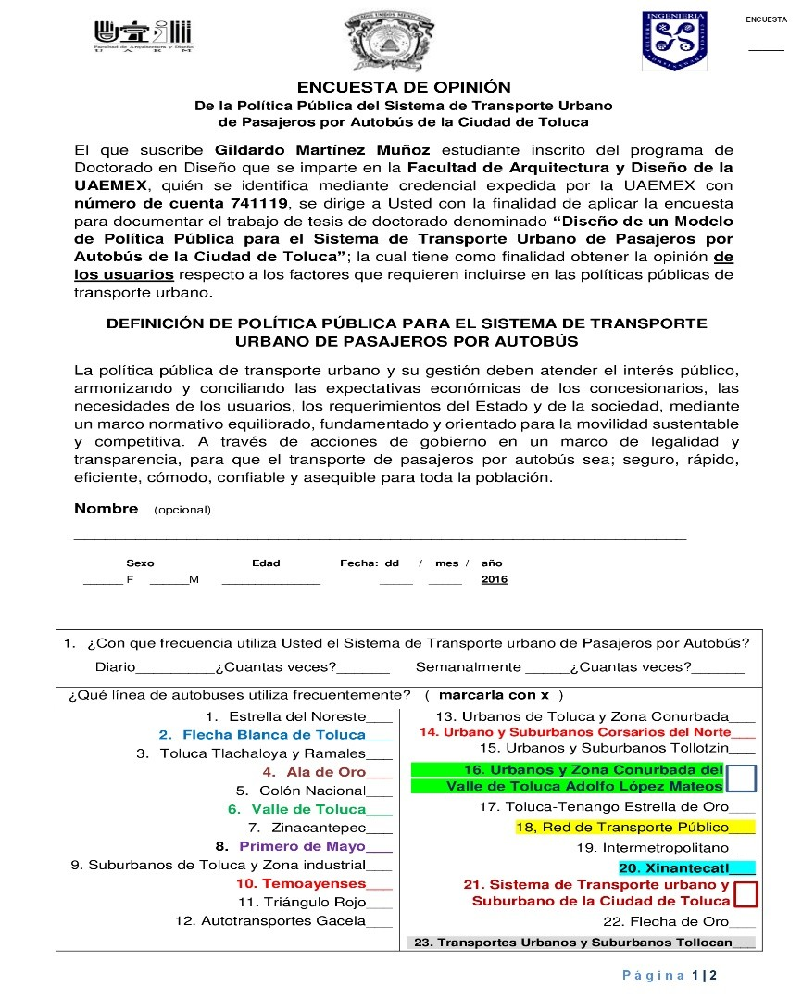 Facultad de Arquitectura y Diseño
U A E M
INGENIERIA
ENCUESTA
_____
ENCUESTA DE OPINIÓN
De la Política Pública del Sistema de Transporte Urbano
de Pasajeros por Autobús de la Ciudad de Toluca
El que suscribe Gildardo Martínez Muñoz estudiante inscrito del programa de
Doctorado en Diseño que se imparte en la Facultad de Arquitectura y Diseño de la
UAEMEX, quién se identifica mediante credencial expedida por la UAEMEX con
número de cuenta 741119, se dirige a Usted con la finalidad de aplicar la encuesta
para documentar el trabajo de tesis de doctorado denominado “Diseño de un Modelo
de Política Pública para el Sistema de Transporte Urbano de Pasajeros por
Autobús de la Ciudad de Toluca”; la cual tiene como finalidad obtener la opinión de
los usuarios respecto a los factores que requieren incluirse en las políticas públicas de
transporte urbano.
DEFINICIÓN DE POLÍTICA PÚBLICA PARA EL SISTEMA DE TRANSPORTE
URBANO DE PASAJEROS POR AUTOBÚS
La política pública de transporte urbano y su gestión deben atender el interés público,
armonizando y conciliando las expectativas económicas de los concesionarios, las
necesidades de los usuarios, los requerimientos del Estado y de la sociedad, mediante
un marco normativo equilibrado, fundamentado y orientado para la movilidad sustentable
y competitiva. A través de acciones de gobierno en un marco de legalidad y
transparencia, para que el transporte de pasajeros por autobús sea; seguro, rápido,
eficiente, cómodo, confiable y asequible para toda la población.
Nombre (opcional)
Sexo Edad Fecha: dd / mes / año
______ F ______M _______________ _____ _____ 2016
1. ¿Con que frecuencia utiliza Usted el Sistema de Transporte urbano de Pasajeros por Autobús?
Diario_________¿Cuantas veces?______ Semanalmente _____¿Cuantas veces?______
¿Qué línea de autobuses utiliza frecuentemente? ( marcarla con x )
1. Estrella del Noreste___
2. Flecha Blanca de Toluca___
3. Toluca Tlachaloya y Ramales___
4. Ala de Oro___
5. Colón Nacional___
6. Valle de Toluca___
7. Zinacantepec___
8. Primero de Mayo___
9. Suburbanos de Toluca y Zona industrial___
10. Temoayenses___
11. Triángulo Rojo___
12. Autotransportes Gacela___
13. Urbanos de Toluca y Zona Conurbada___
14. Urbano y Suburbanos Corsarios del Norte___
15. Urbanos y Suburbanos Tollotzin___
16. Urbanos y Zona Conurbada del
Valle de Toluca Adolfo López Mateos
17. Toluca-Tenango Estrella de Oro___
18, Red de Transporte Público___
19. Intermetropolitano___
20. Xinantecatl___
21. Sistema de Transporte urbano y
Suburbano de la Ciudad de Toluca
22. Flecha de Oro___
23. Transportes Urbanos y Suburbanos Tollocan___
Página 1|2